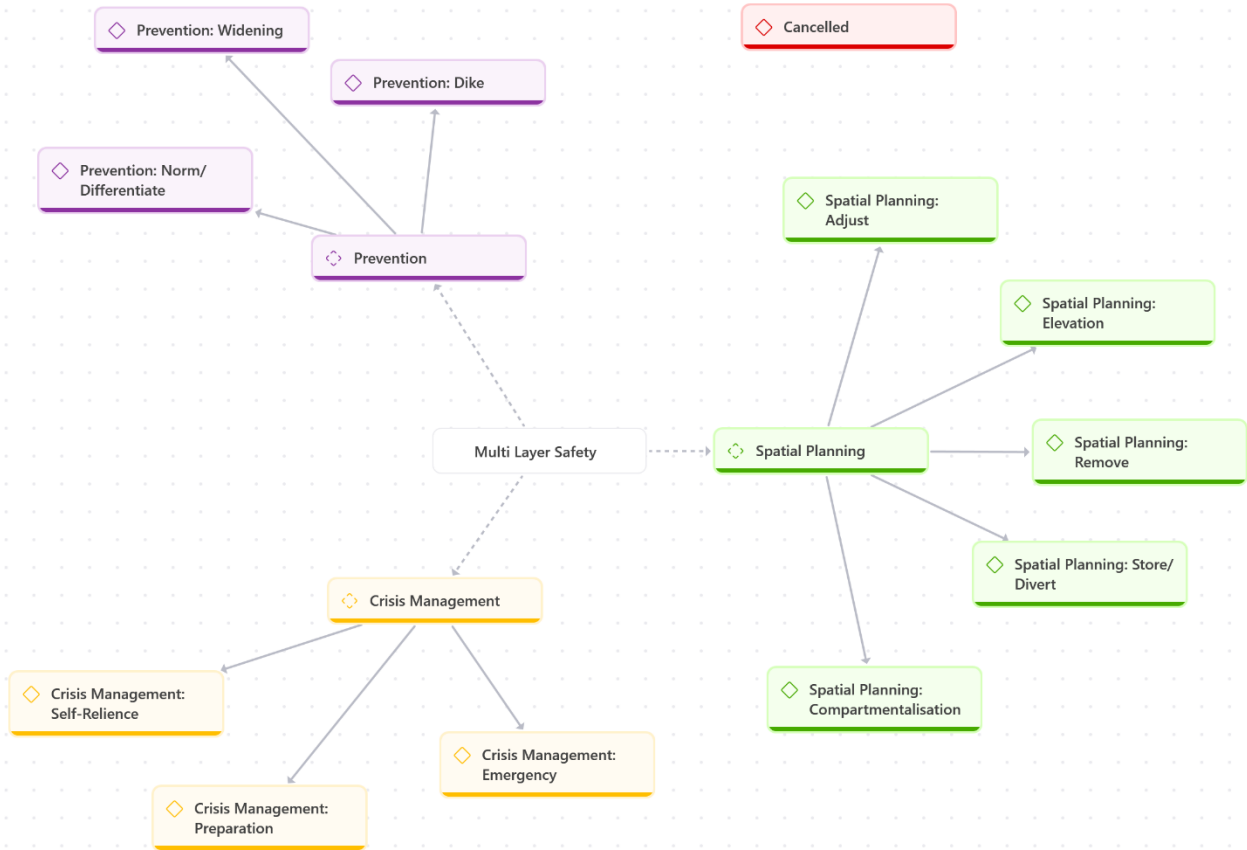 Prevention: Widening
Cancelled
Prevention: Dike
Prevention: Norm/
Differentiate
Spatial Planning:
Adjust
Prevention
Spatial Planning:
Elevation
Multi Layer Safety
Spatial Planning
Spatial Planning:
Remove
Spatial Planning: Store/
Divert
Crisis Management
Crisis Management:
Self-Relience
Spatial Planning:
Compartmentalisation
Crisis Management:
Emergency
Crisis Management:
Preparation